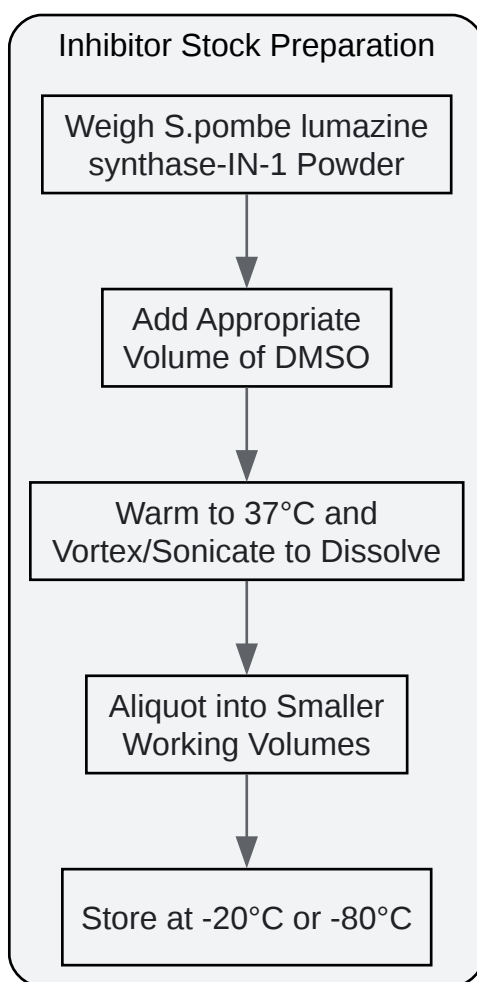 Inhibitor Stock Preparation
Weigh S.pombe lumazine
synthase-IN-1 Powder
Add Appropriate
Volume of DMSO
Warm to 37°C and
Vortex/Sonicate to Dissolve
Aliquot into Smaller
Working Volumes
Store at -20°C or -80°C